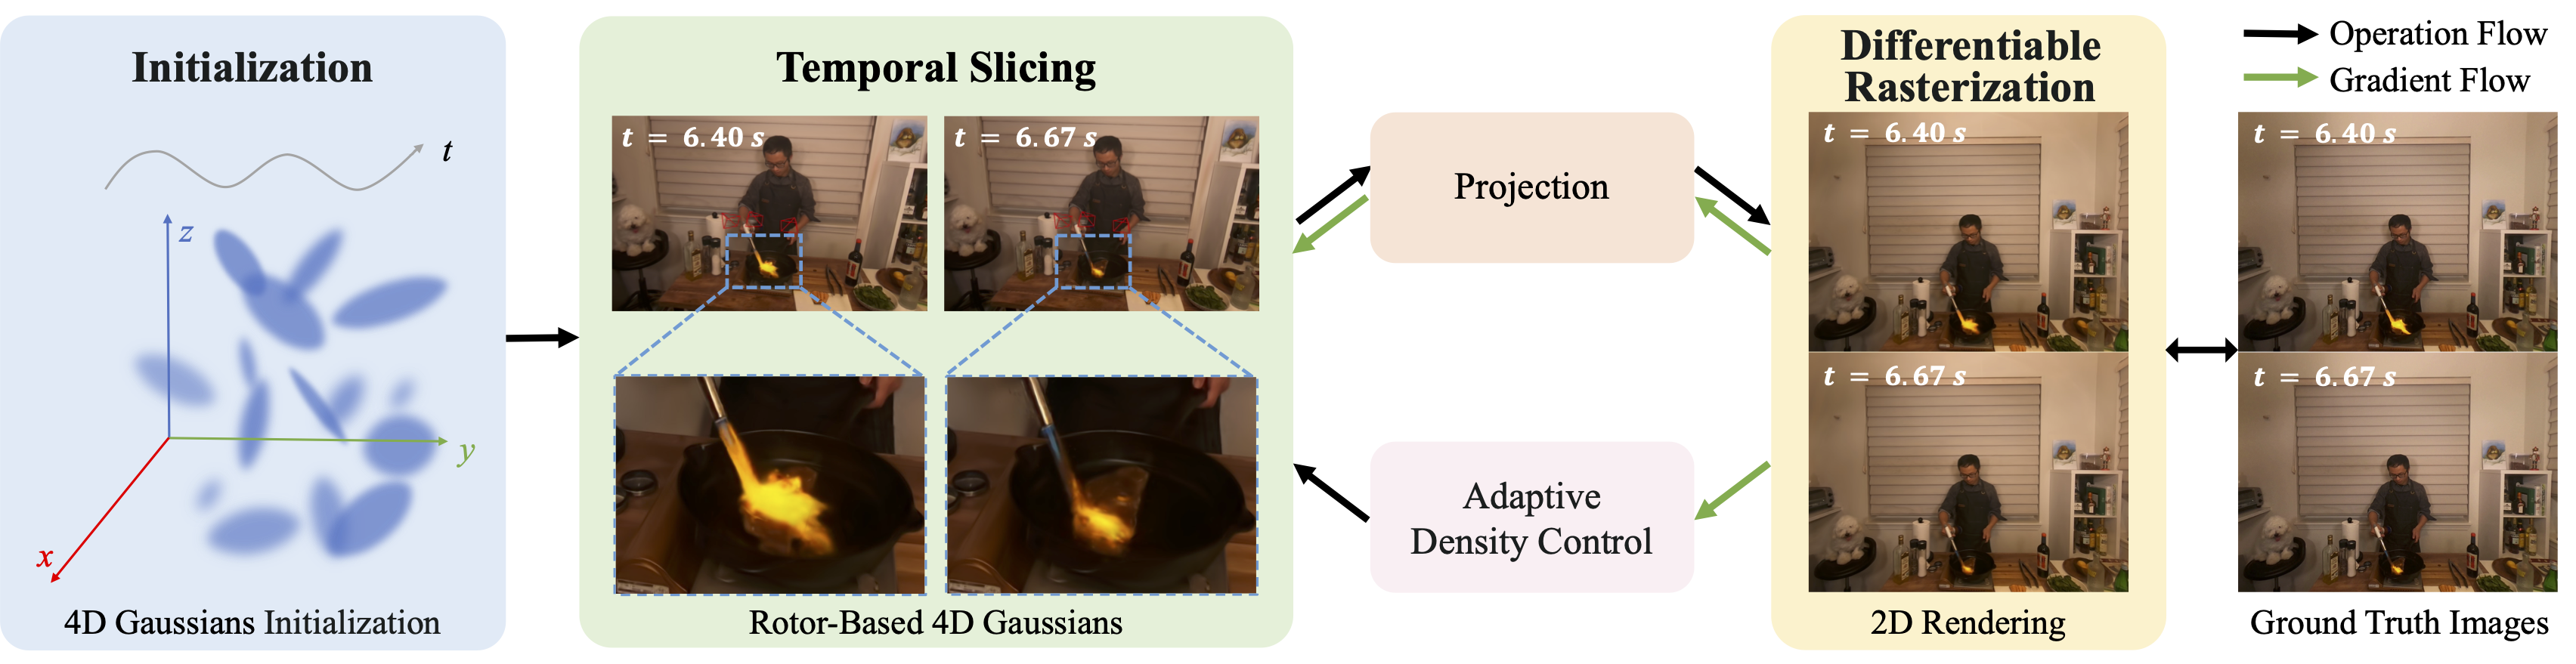 Initialization
t
z
y
x
4D Gaussians Initialization
Temporal Slicing
t = 6.40 s
t = 6.67 s
Rotor-Based 4D Gaussians
Projection
Adaptive
Density Control
Differentiable
Rasterization
t = 6.40 s
t = 6.67 s
2D Rendering
Operation Flow
Gradient Flow
t = 6.40 s
t = 6.67 s
Ground Truth Images